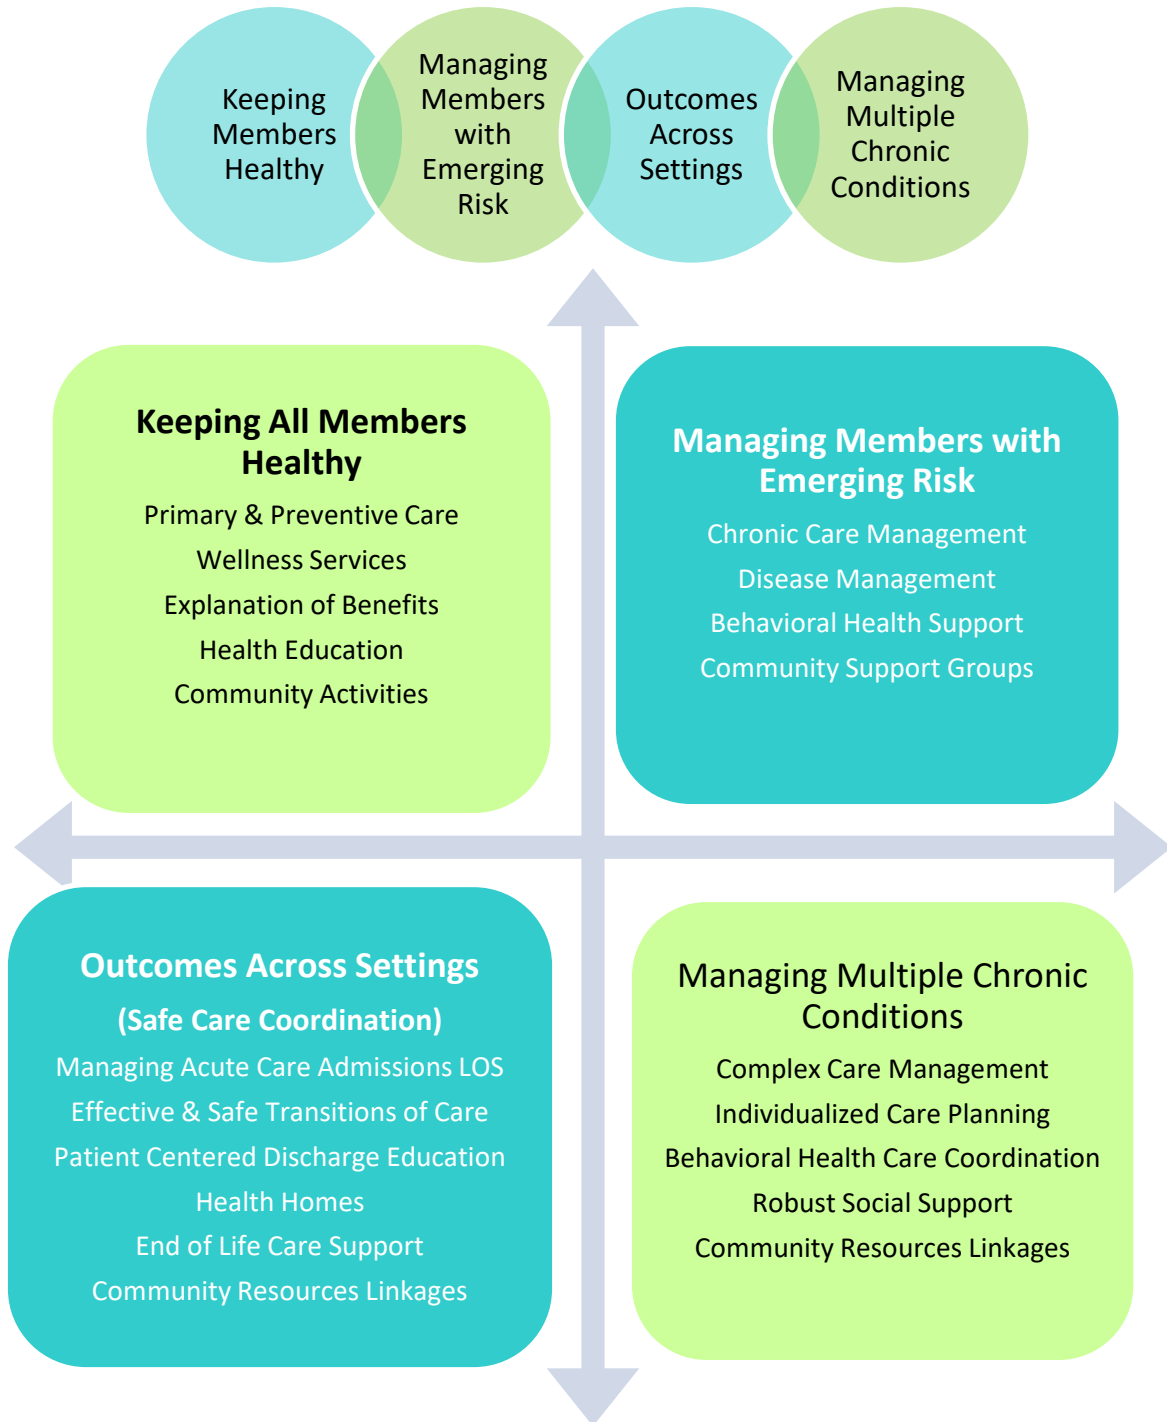 Keeping
Members
Healthy
Managing
Members
with
Emerging
Risk
Outcomes
Across
Settings
Managing
Multiple
Chronic
Conditions
Keeping All Members
Healthy
Primary & Preventive Care
Wellness Services
Explanation of Benefits
Health Education
Community Activities
Managing Members with
Emerging Risk
Chronic Care Management
Disease Management
Behavioral Health Support
Community Support Groups
Outcomes Across Settings
(Safe Care Coordination)
Managing Acute Care Admissions LOS
Effective & Safe Transitions of Care
Patient Centered Discharge Education
Health Homes
End of Life Care Support
Community Resources Linkages
Managing Multiple Chronic
Conditions
Complex Care Management
Individualized Care Planning
Behavioral Health Care Coordination
Robust Social Support
Community Resources Linkages